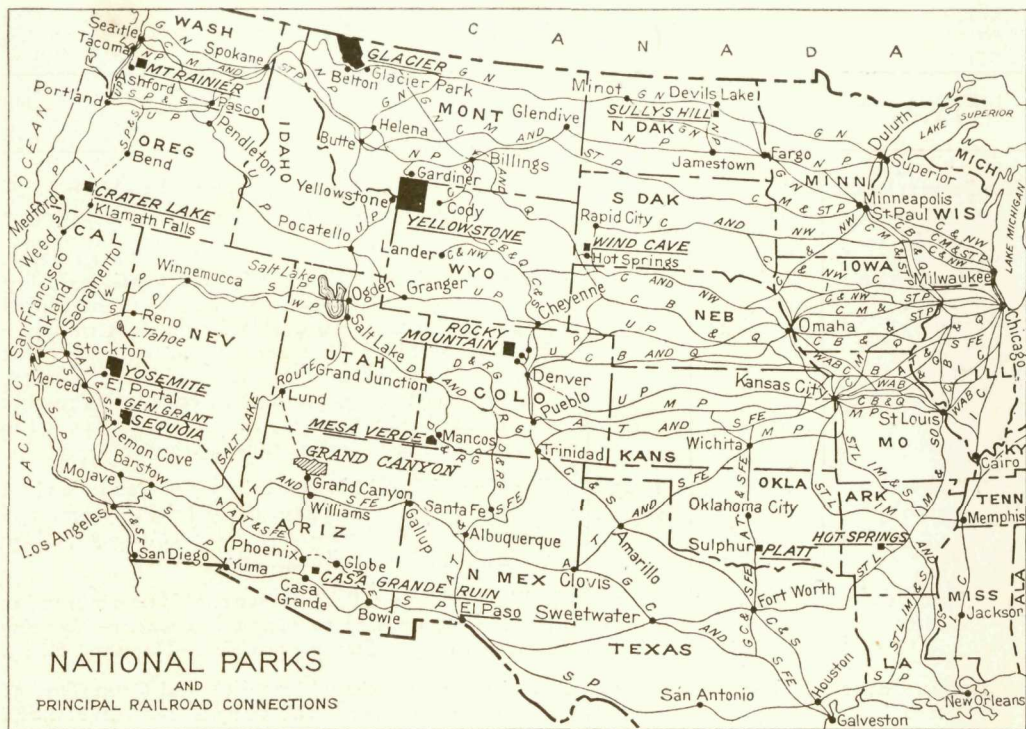 CANADA
WASH
Seattle
Tacoma
Spokane
Ashford
MT RAINIER
Portland
Pasco
Pendleton
OREG
Bend
IDAHO
Medford
CRATER LAKE
Klamath Falls
Weed
CAL
GLACIER
Belton
Glacier Park
MONT
Glendive
Helena
Butte
Billings
Gardiner
Yellowstone
Cody
YELLOWSTONE
Pocatello
Lander
WYO
Granger
Cheyenne
Minot
Devils Lake
SULLYS HILL
N DAK
Jamestown
Fargo
S DAK
Rapid City
WIND CAVE
Hot Springs
Duluth
Superior
LAKE SUPERIOR
MICH
MINN
Minneapolis
St Paul
WIS
LAKE MICHIGAN
Milwaukee
IOWA
Chicago
ILL
NEB
Omaha
PACIFIC OCEAN
San Francisco
Oakland
Sacramento
Winnemucca
Salt Lake
Ogden
Salt Lake
Reno
L Tahoe
NEV
Stockton
Merced
YOSEMITE
El Portal
GEN GRANT
SEQUOIA
Lemon Cove
Barstow
Mojave
Los Angeles
San Diego
UTAH
Grand Junction
Lund
SALT LAKE ROUTE
ROCKY MOUNTAIN
Denver
COLO
Pueblo
MESA VERDE
Mancos
Trinidad
GRAND CANYON
Grand Canyon
Williams
ARIZ
Phoenix
Globe
Yuma
CASA GRANDE RUIN
Casa Grande
Bowie
Gallup
Santa Fe
Albuquerque
N MEX
Clovis
El Paso
Kansas City
KANS
Wichita
St Louis
MO
Cairo
KY
TENN
Memphis
OKLA
Oklahoma City
Sulphur
PLATT
ARK
HOT SPRINGS
Amarillo
Sweetwater
Fort Worth
TEXAS
San Antonio
Houston
Galveston
LA
New Orleans
MISS
Jackson
ALA
NATIONAL PARKS
AND
PRINCIPAL RAILROAD CONNECTIONS